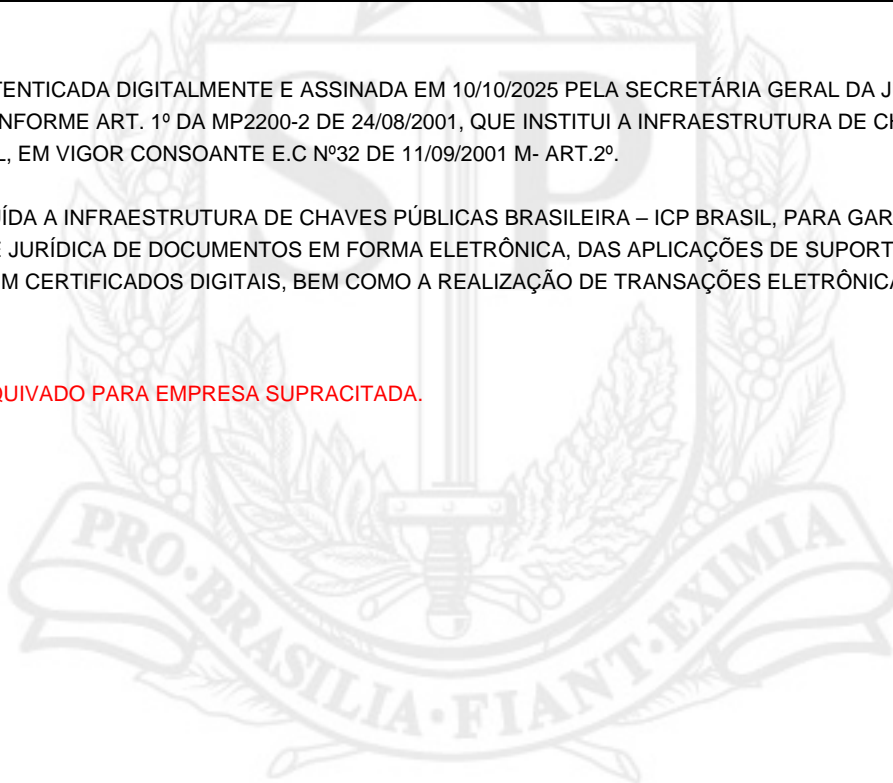 TENTICADA DIGITALMENTE E ASSINADA EM 10/10/2025 PELA SECRETÁRIA GERAL DA J
NFORME ART. 1º DA MP2200-2 DE 24/08/2001, QUE INSTITUI A INFRAESTRUTURA DE CH
L, EM VIGOR CONSOANTE E.C Nº32 DE 11/09/2001 M- ART.2º.
UÍDA A INFRAESTRUTURA DE CHAVES PÚBLICAS BRASILEIRA – ICP BRASIL, PARA GAR
E JURÍDICA DE DOCUMENTOS EM FORMA ELETRÔNICA, DAS APLICAÇÕES DE SUPORT
EM CERTIFICADOS DIGITAIS, BEM COMO A REALIZAÇÃO DE TRANSAÇÕES ELETRÔNICA
QUIVADO PARA EMPRESA SUPRACITADA.
SP
PRO·BRASILIA·FIANT·EXIMIA